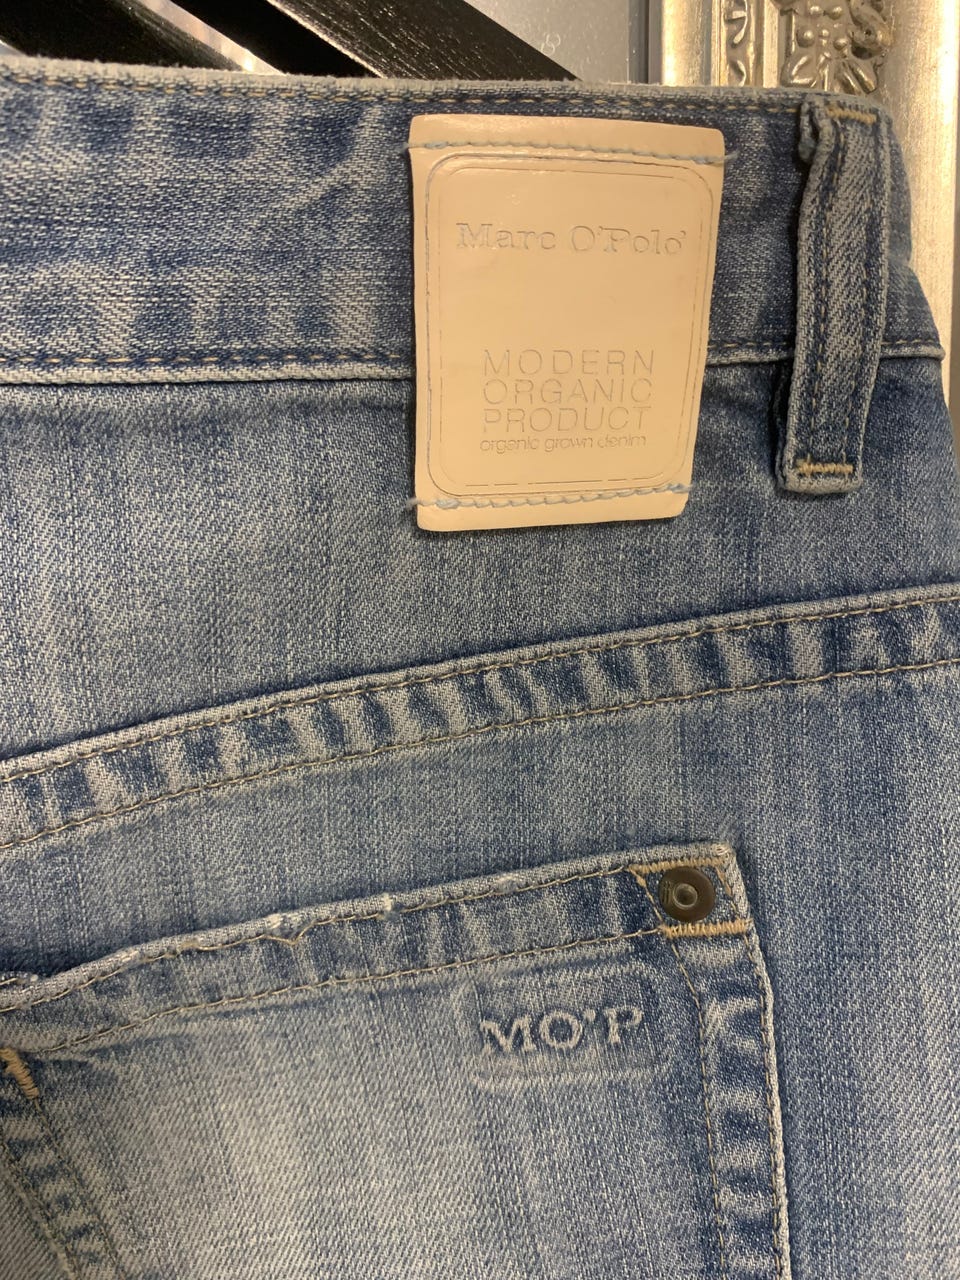 Marc O'Polo
MODERN
ORGANIC
PRODUCT
organic grown denim
MO'P